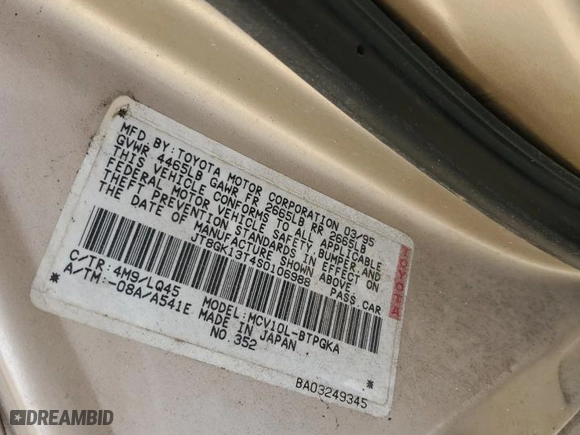 MFD BY: TOYOTA MOTOR CORPORATION 03/95
GVWR 4465LB GAWR FR 2665LB RR 2665LB
THIS VEHICLE CONFORMS TO ALL APPLICABLE
FEDERAL MOTOR VEHICLE SAFETY, BUMPER, AND
THEFT PREVENTION STANDARDS IN EFFECT ON
THE DATE OF MANUFACTURE SHOWN ABOVE.
JT8GK13T4S0106988 PASS CAR
TOYOTA
C/TR: 4M9/LQ45 MODEL: MCV10L-BTPGKA
A/TM: -08A/A541E MADE IN JAPAN
NO. 352
BA03249345
DREAMBID